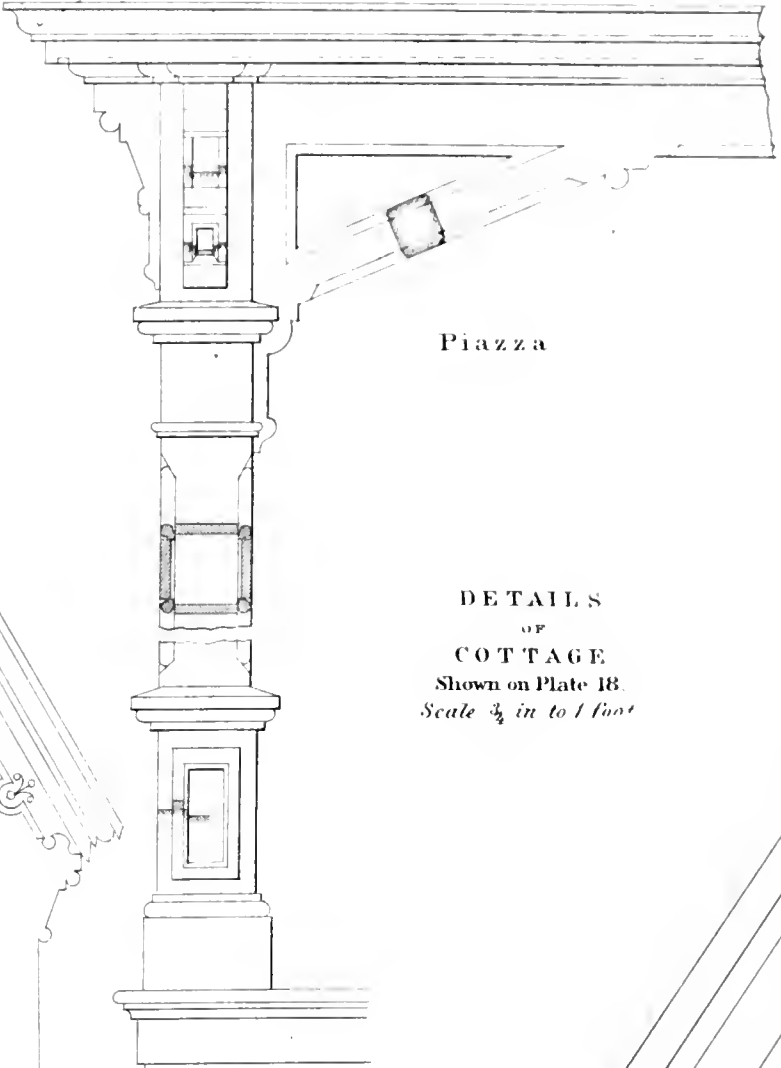 Piazza
DETAILS
OF
COTTAGE
Shown on Plate 18.
Scale ¾ in to 1 foot